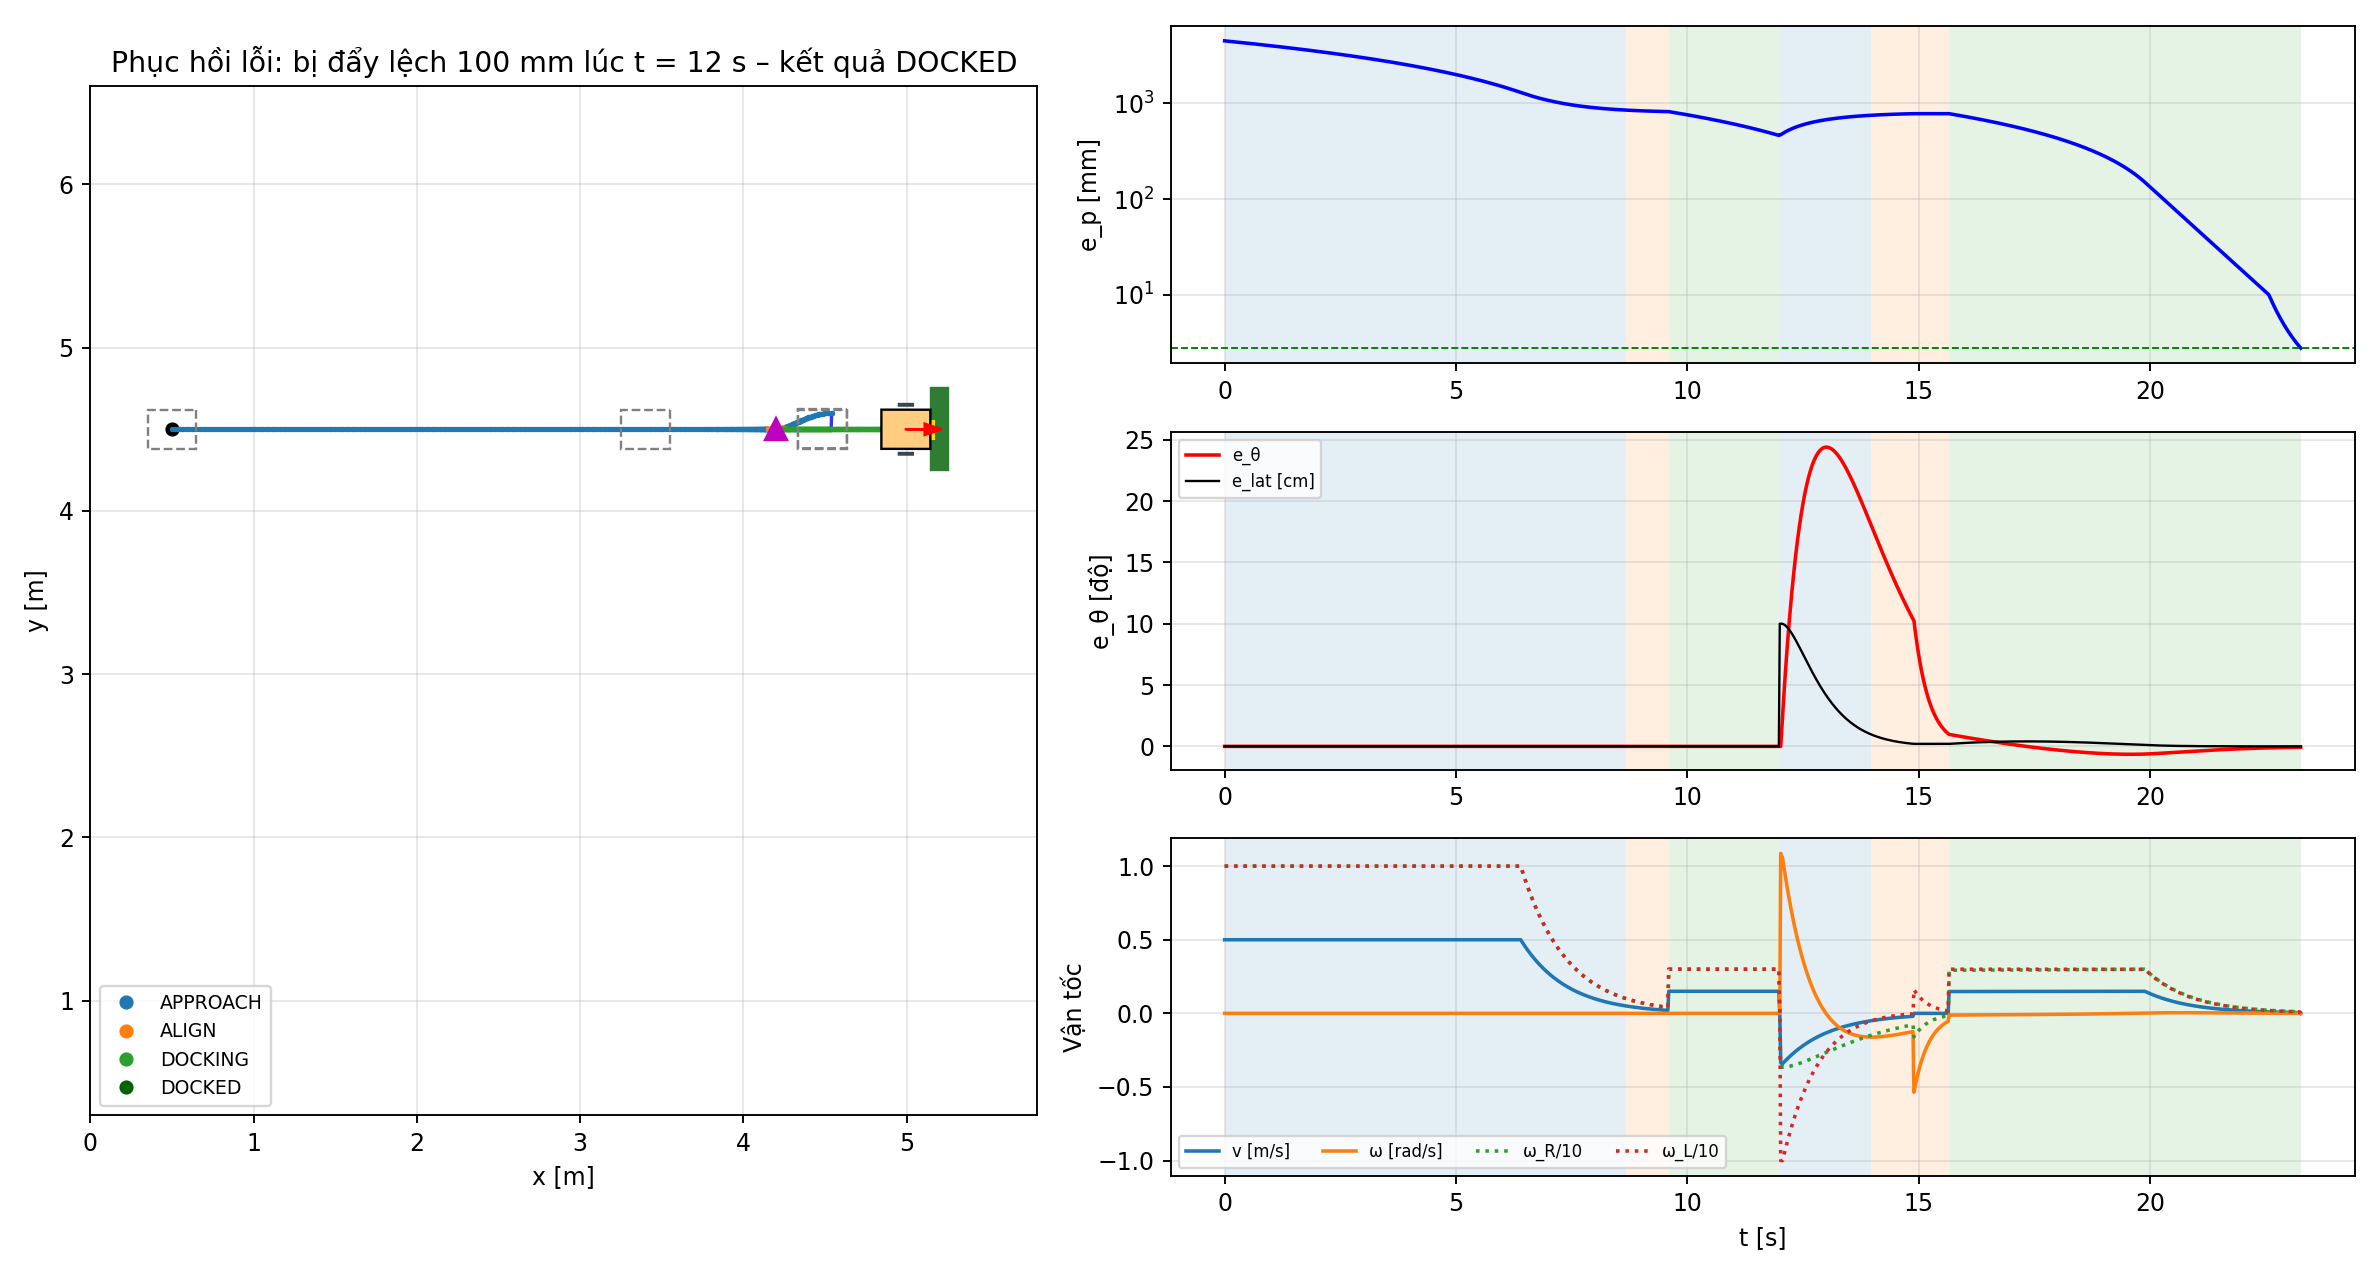 Phục hồi lỗi: bị đẩy lệch 100 mm lúc t = 12 s – kết quả DOCKED
y [m]
6
5
4
3
2
1
APPROACH
ALIGN
DOCKING
DOCKED
0 1 2 3 4 5
x [m]
e_p [mm]
10³
10²
10¹
0 5 10 15 20
e_θ [độ]
25
20
15
10
5
0
e_θ
e_lat [cm]
0 5 10 15 20
Vận tốc
1.0
0.5
0.0
−0.5
−1.0
v [m/s] ω [rad/s] ω_R/10 ω_L/10
0 5 10 15 20
t [s]